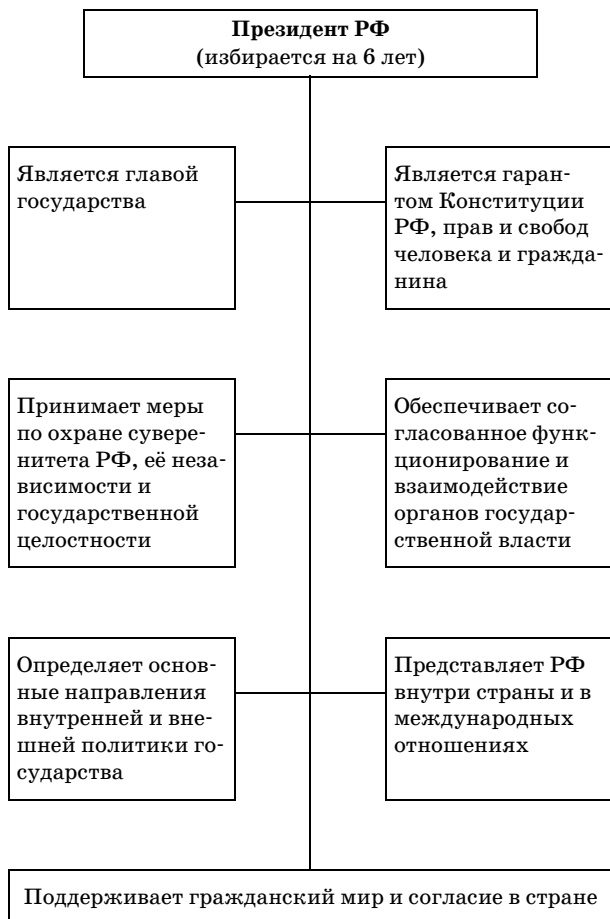 Президент РФ
(избирается на 6 лет)
Является главой
государства
Является гаран-
том Конституции
РФ, прав и свобод
человека и гражда-
нина
Принимает меры
по охране сувере-
нитета РФ, её неза-
висимости и
государственной
целостности
Обеспечивает со-
гласованное функ-
ционирование и
взаимодействие
органов государ-
ственной власти
Определяет основ-
ные направления
внутренней и вне-
шней политики го-
сударства
Представляет РФ
внутри страны и в
международных
отношениях
Поддерживает гражданский мир и согласие в стране